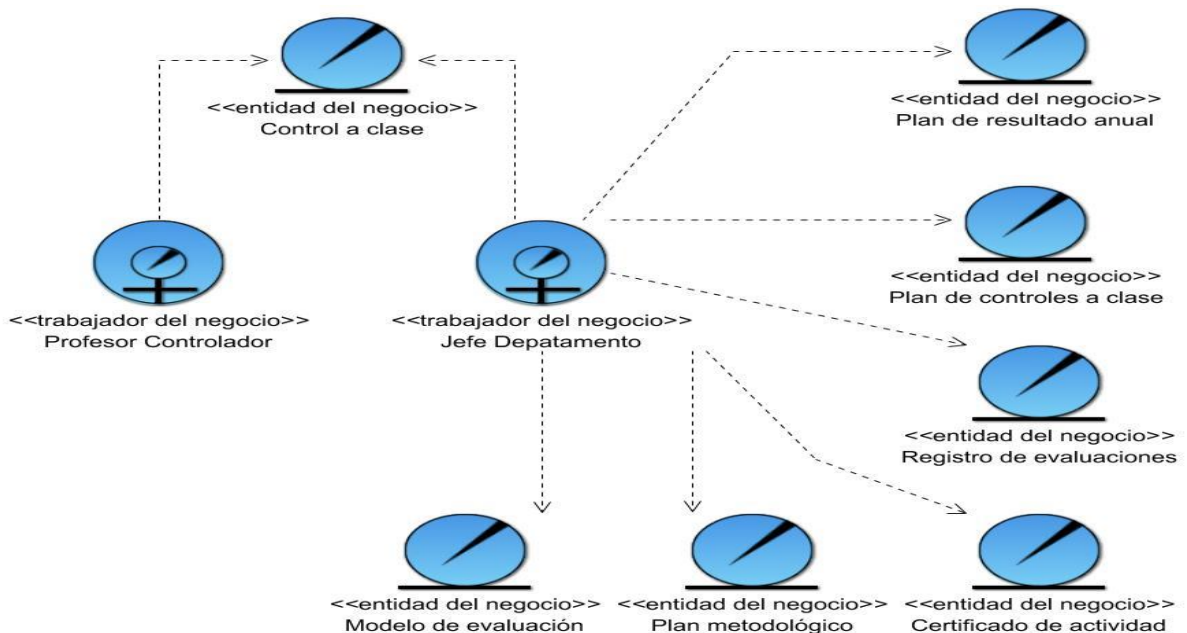 <<entidad del negocio>>
Control a clase
<<entidad del negocio>>
Plan de resultado anual
<<entidad del negocio>>
Plan de controles a clase
<<trabajador del negocio>>
Profesor Controlador
<<trabajador del negocio>>
Jefe Depatamento
<<entidad del negocio>>
Registro de evaluaciones
<<entidad del negocio>>
Modelo de evaluación
<<entidad del negocio>>
Plan metodológico
<<entidad del negocio>>
Certificado de actividad